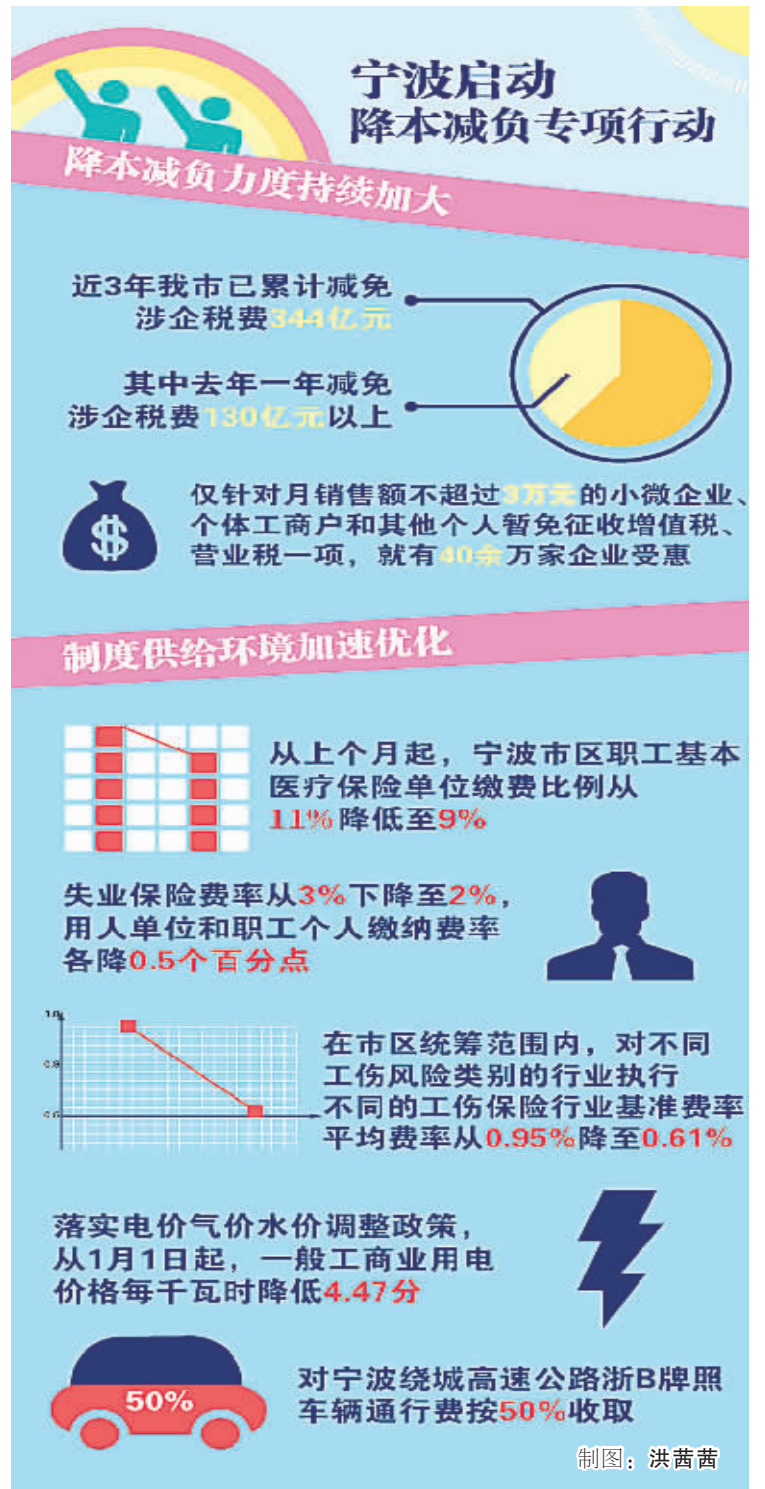 宁波启动
降本减负专项行动
降本减负力度持续加大
近3年我市已累计减免
涉企税费344亿元
其中去年一年减免
涉企税费130亿元以上
$
仅针对月销售额不超过3万元的小微企业、
个体工商户和其他个人暂免征收增值税、
营业税一项，就有40余万家企业受惠
制度供给环境加速优化
从上个月起，宁波市区职工基本
医疗保险单位缴费比例从
11%降低至9%
失业保险费率从3%下降至2%，
用人单位和职工个人缴纳费率
各降0.5个百分点
1.0
0.8
0.6
在市区统筹范围内，对不同
工伤风险类别的行业执行
不同的工伤保险行业基准费率
平均费率从0.95%降至0.61%
落实电价气价水价调整政策，
从1月1日起，一般工商业用电
价格每千瓦时降低4.47分
50%
对宁波绕城高速公路浙B牌照
车辆通行费按50%收取
制图：洪茜茜